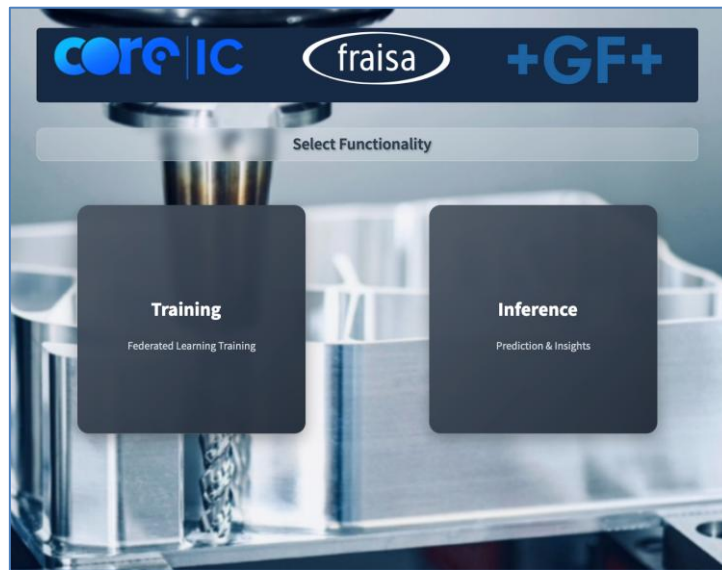 core|IC
fraisa
+GF+
Select Functionality
Training
Federated Learning Training
Inference
Prediction & Insights